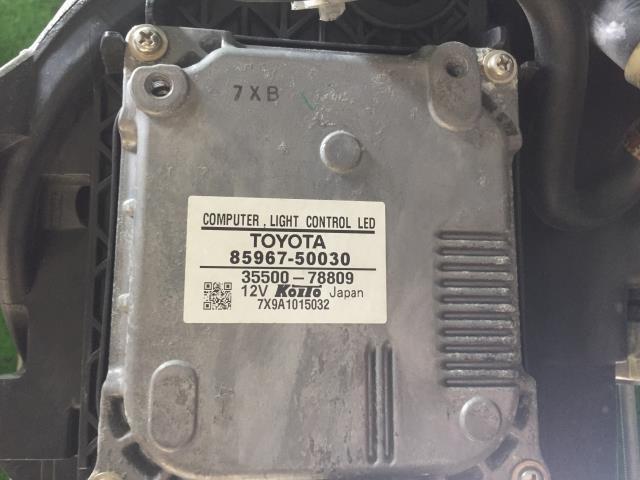 7XB
COMPUTER, LIGHT CONTROL LED
TOYOTA
85967-50030
35500-78809
12V KOITO Japan
7X9A1015032